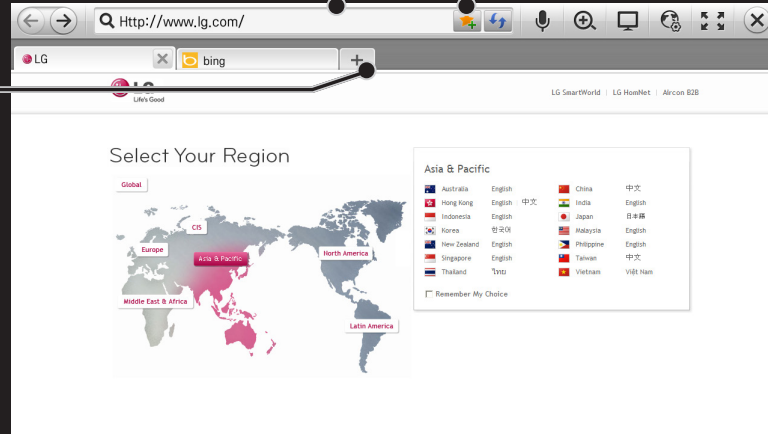 Http://www.lg.com/
LG
bing
LG
Life's Good
LG SmartWorld | LG HomNet | Aircon B2B
Select Your Region
Global
CIS
Europe
Asia & Pacific
North America
Middle East & Africa
Latin America
Asia & Pacific
Australia English China 中文
Hong Kong English 中文 India English
Indonesia English Japan 日本語
Korea 한국어 Malaysia English
New Zealand English Philippine English
Singapore English Taiwan 中文
Thailand ไทย Vietnam Việt Nam
Remember My Choice